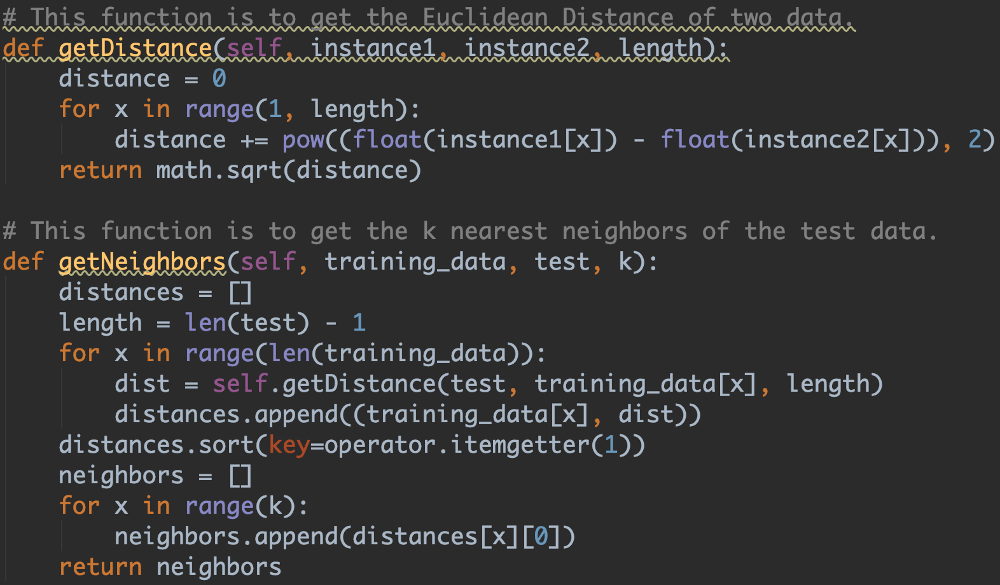 # This function is to get the Euclidean Distance of two data.
def getDistance(self, instance1, instance2, length):
    distance = 0
    for x in range(1, length):
        distance += pow((float(instance1[x]) - float(instance2[x])), 2)
    return math.sqrt(distance)

# This function is to get the k nearest neighbors of the test data.
def getNeighbors(self, training_data, test, k):
    distances = []
    length = len(test) - 1
    for x in range(len(training_data)):
        dist = self.getDistance(test, training_data[x], length)
        distances.append((training_data[x], dist))
    distances.sort(key=operator.itemgetter(1))
    neighbors = []
    for x in range(k):
        neighbors.append(distances[x][0])
    return neighbors